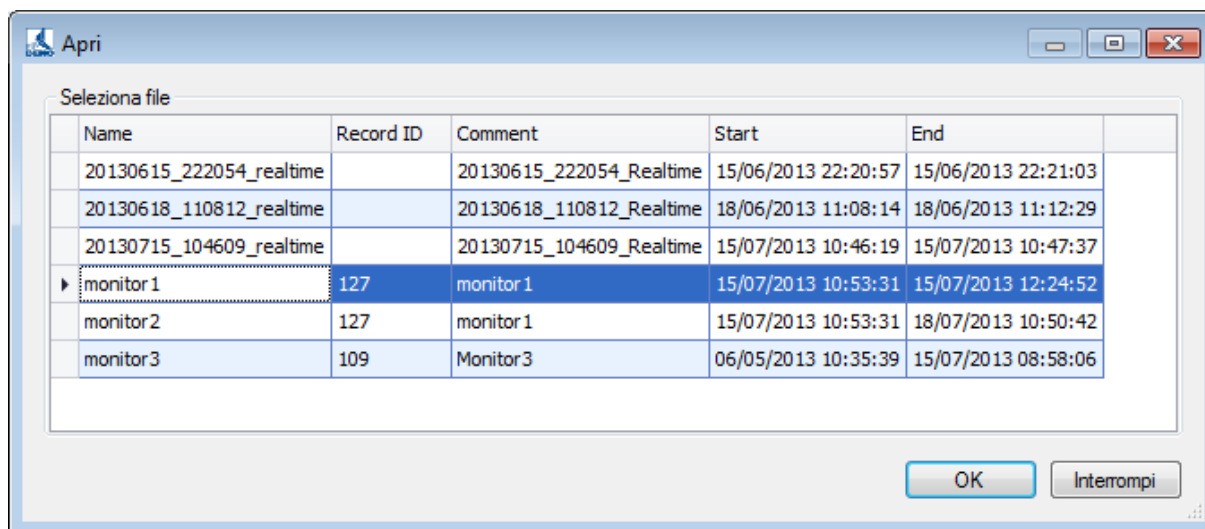 DEMO Apri
Seleziona file
Name Record ID Comment Start End
20130615_222054_realtime 20130615_222054_Realtime 15/06/2013 22:20:57 15/06/2013 22:21:03
20130618_110812_realtime 20130618_110812_Realtime 18/06/2013 11:08:14 18/06/2013 11:12:29
20130715_104609_realtime 20130715_104609_Realtime 15/07/2013 10:46:19 15/07/2013 10:47:37
monitor1 127 monitor1 15/07/2013 10:53:31 15/07/2013 12:24:52
monitor2 127 monitor1 15/07/2013 10:53:31 18/07/2013 10:50:42
monitor3 109 Monitor3 06/05/2013 10:35:39 15/07/2013 08:58:06
OK Interrompi